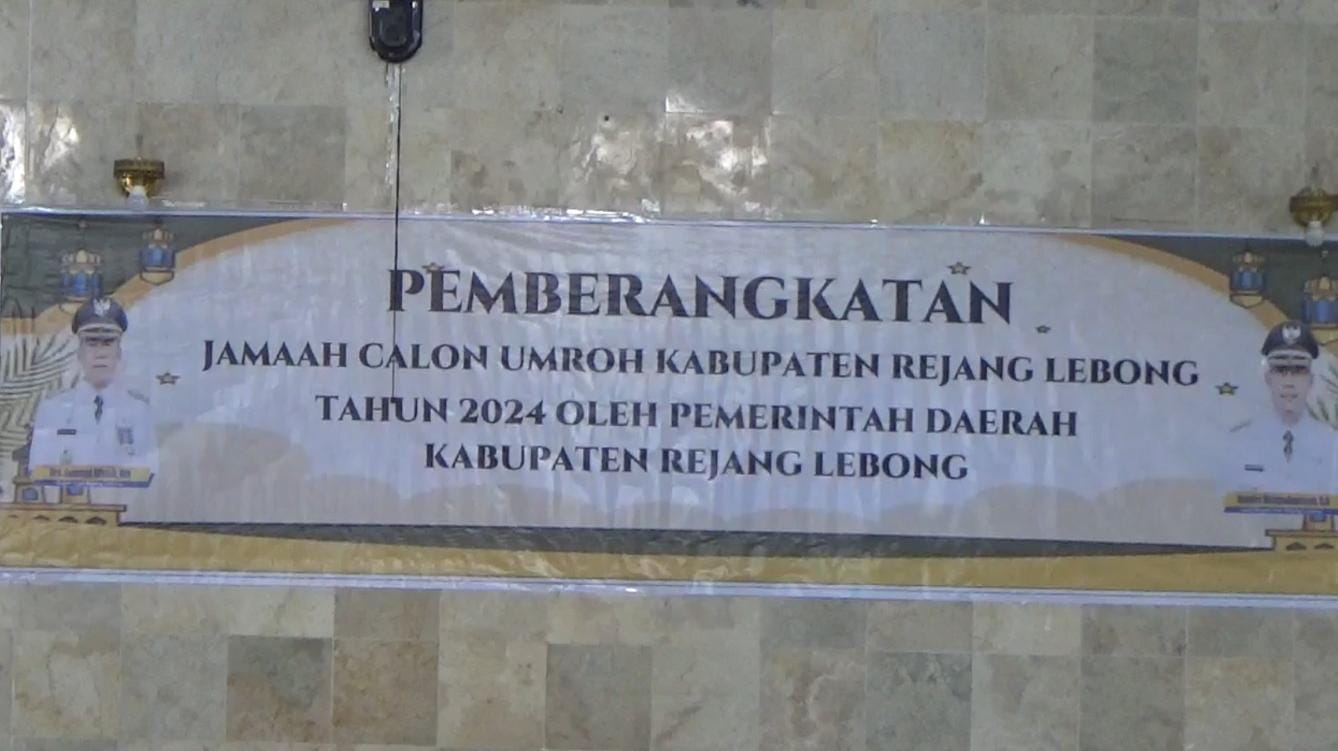 PEMBERANGKATAN
JAMAAH CALON UMROH KABUPATEN REJANG LEBONG
TAHUN 2024 OLEH PEMERINTAH DAERAH
KABUPATEN REJANG LEBONG